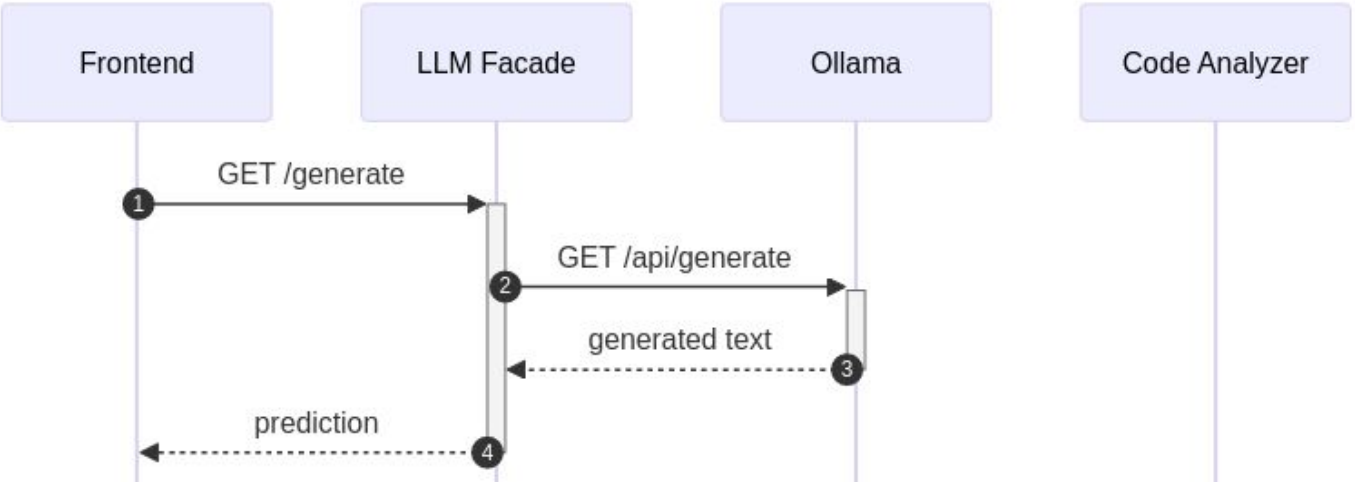 Frontend
LLM Facade
Ollama
Code Analyzer
GET /generate
1
GET /api/generate
2
generated text
3
prediction
4